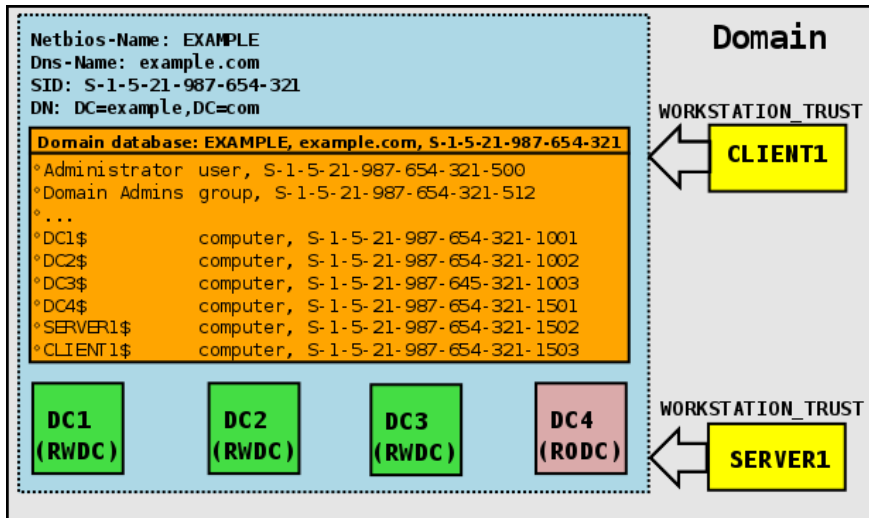 Domain
Netbios-Name: EXAMPLE
Dns-Name: example.com
SID: S-1-5-21-987-654-321
DN: DC=example,DC=com
Domain database: EXAMPLE, example.com, S-1-5-21-987-654-321
°Administrator user, S-1-5-21-987-654-321-500
°Domain Admins group, S-1-5-21-987-654-321-512
°...
°DC1$ computer, S-1-5-21-987-654-321-1001
°DC2$ computer, S-1-5-21-987-654-321-1002
°DC3$ computer, S-1-5-21-987-645-321-1003
°DC4$ computer, S-1-5-21-987-654-321-1501
°SERVER1$ computer, S-1-5-21-987-654-321-1502
°CLIENT1$ computer, S-1-5-21-987-654-321-1503
WORKSTATION_TRUST
CLIENT1
DC1
(RWDC)
DC2
(RWDC)
DC3
(RWDC)
DC4
(RODC)
WORKSTATION_TRUST
SERVER1